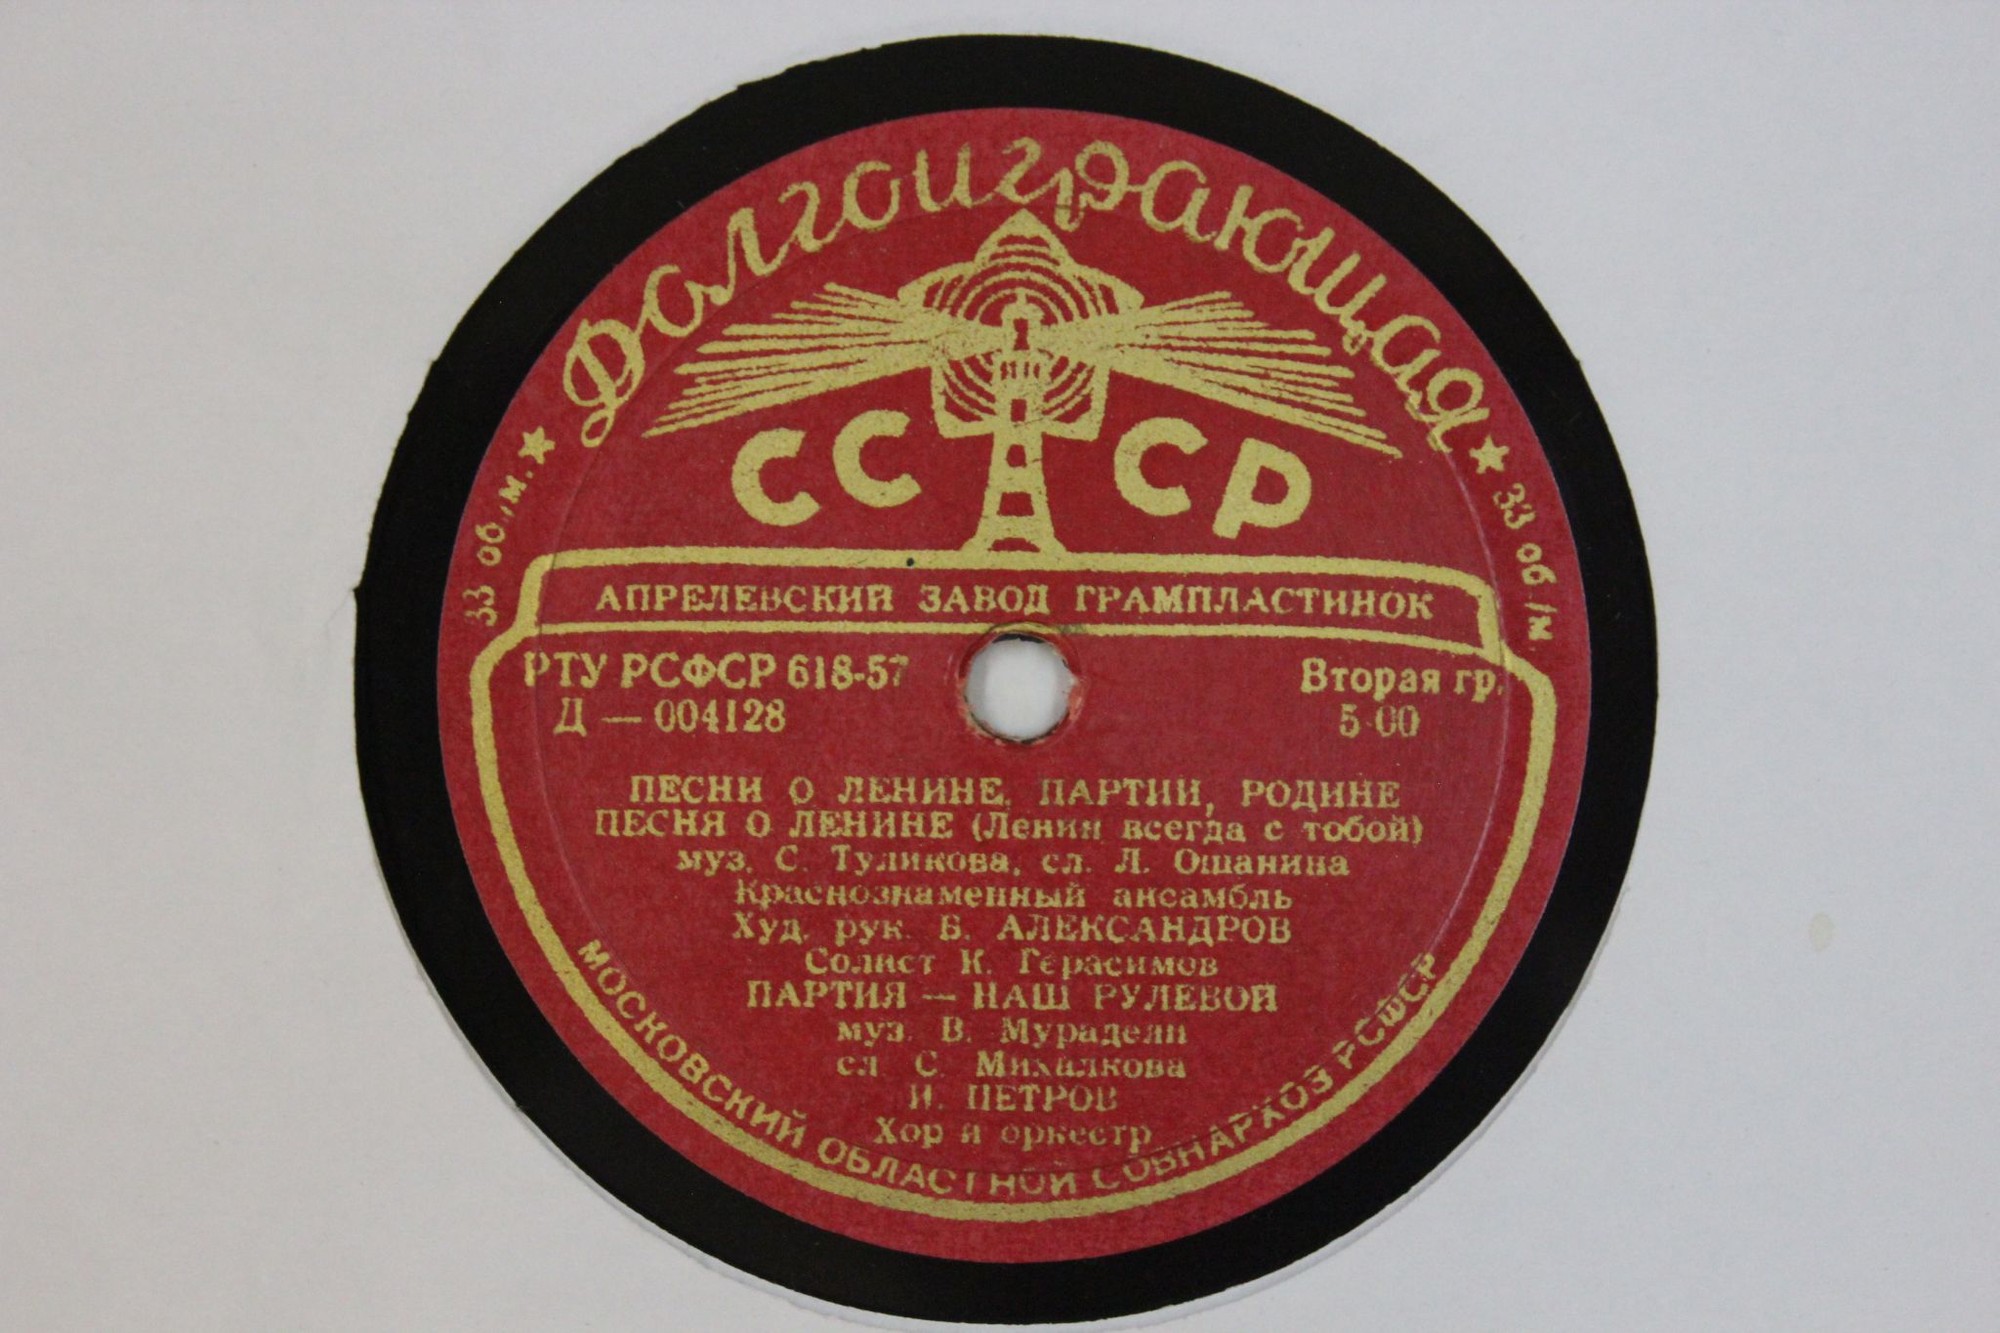 Долгоиграющая
33 об./м. ★
★ 33 об./м.
СССР
АПРЕЛЕВСКИЙ ЗАВОД ГРАМПЛАСТИНОК
РТУ РСФСР 618-57
Вторая гр.
Д — 004128
5-00
ПЕСНИ О ЛЕНИНЕ, ПАРТИИ, РОДИНЕ
ПЕСНЯ О ЛЕНИНЕ (Ленин всегда с тобой)
муз. С. Туликова, сл. Л. Ошанина
Краснознаменный ансамбль
Худ. рук. Б. АЛЕКСАНДРОВ
Солист К. Герасимов
ПАРТИЯ — НАШ РУЛЕВОЙ
муз. В. Мурадели
сл. С. Михалкова
И. ПЕТРОВ
Хор и оркестр
МОСКОВСКИЙ ОБЛАСТНОЙ СОВНАРХОЗ РСФСР